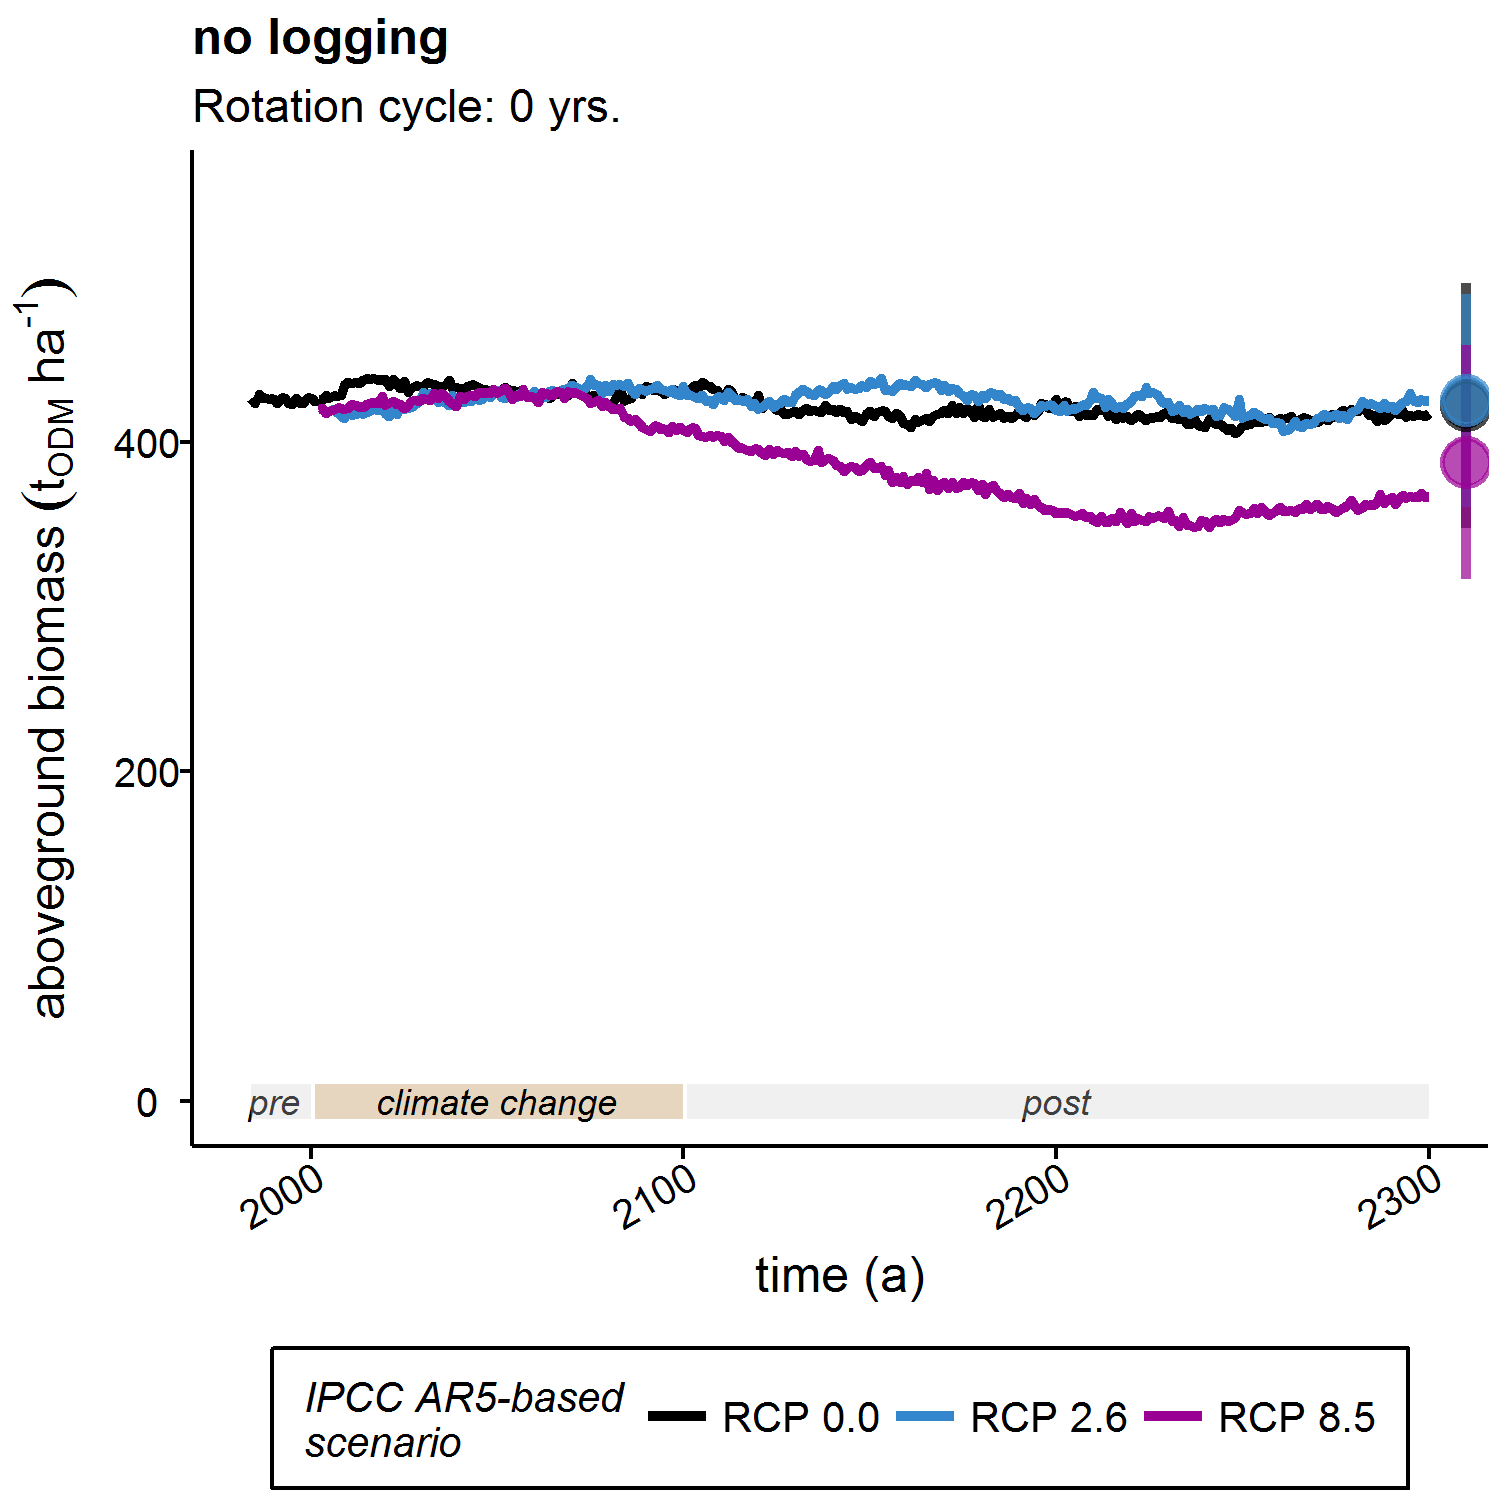 no logging
Rotation cycle: 0 yrs.
aboveground biomass (tODM ha-1)
400
200
0
pre climate change post
2000 2100 2200 2300
time (a)
IPCC AR5-based
scenario
RCP 0.0 RCP 2.6 RCP 8.5